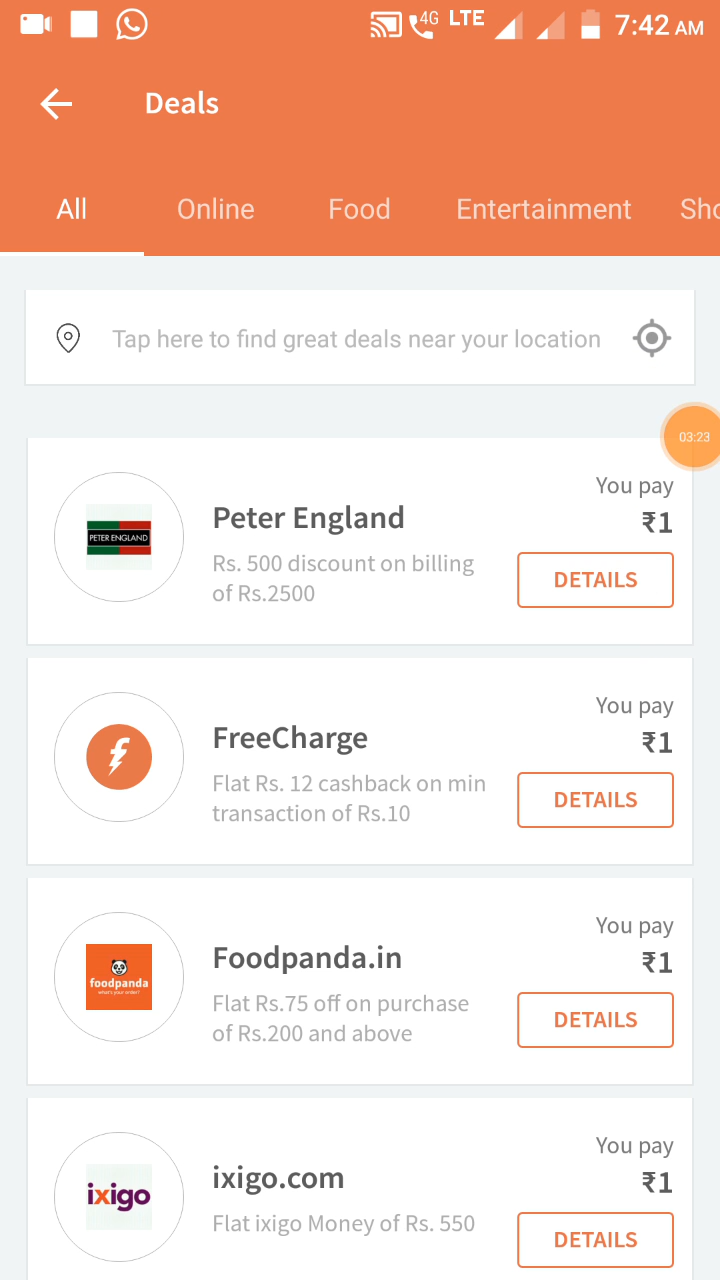 4G LTE 7:42 AM
Deals
All Online Food Entertainment Sho
Tap here to find great deals near your location
03:23
You pay
₹1
PETER ENGLAND
Peter England
Rs. 500 discount on billing
of Rs.2500
DETAILS
You pay
₹1
FreeCharge
Flat Rs. 12 cashback on min
transaction of Rs.10
DETAILS
You pay
₹1
foodpanda
what's your order?
Foodpanda.in
Flat Rs.75 off on purchase
of Rs.200 and above
DETAILS
You pay
₹1
ixigo
ixigo.com
Flat ixigo Money of Rs. 550
DETAILS